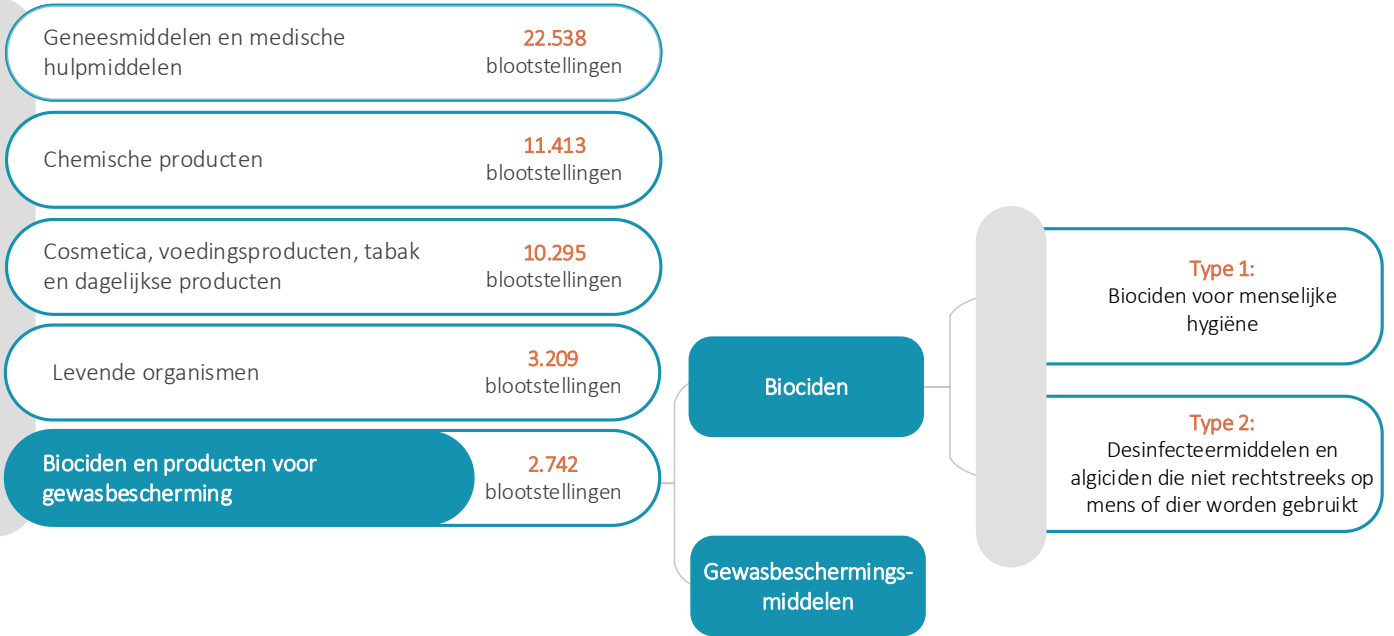 Geneesmiddelen en medische
hulpmiddelen
22.538
blootstellingen
Chemische producten
11.413
blootstellingen
Cosmetica, voedingsproducten, tabak
en dagelijkse producten
10.295
blootstellingen
Levende organismen
3.209
blootstellingen
Biociden en producten voor
gewasbescherming
2.742
blootstellingen
Biociden
Gewasbeschermings-
middelen
Type 1:
Biociden voor menselijke
hygiëne
Type 2:
Desinfecteermiddelen en
algiciden die niet rechtstreeks op
mens of dier worden gebruikt